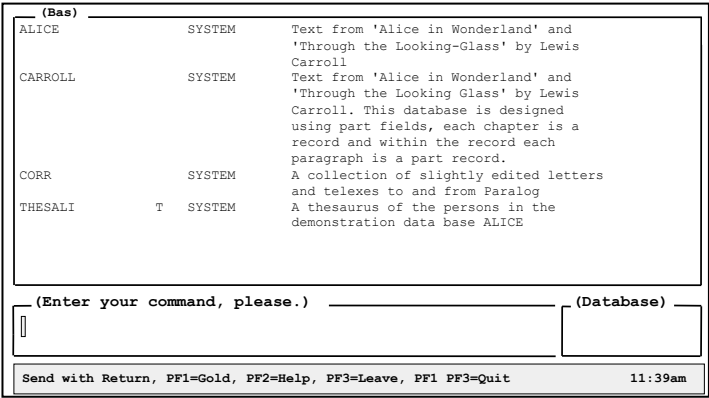 (Bas)
ALICE SYSTEM Text from 'Alice in Wonderland' and
'Through the Looking-Glass' by Lewis
Carroll
CARROLL SYSTEM Text from 'Alice in Wonderland' and
'Through the Looking Glass' by Lewis
Carroll. This database is designed
using part fields, each chapter is a
record and within the record each
paragraph is a part record.
CORR SYSTEM A collection of slightly edited letters
and telexes to and from Paralog
THESALI T SYSTEM A thesaurus of the persons in the
demonstration data base ALICE
(Enter your command, please.) (Database)
Send with Return, PF1=Gold, PF2=Help, PF3=Leave, PF1 PF3=Quit 11:39am